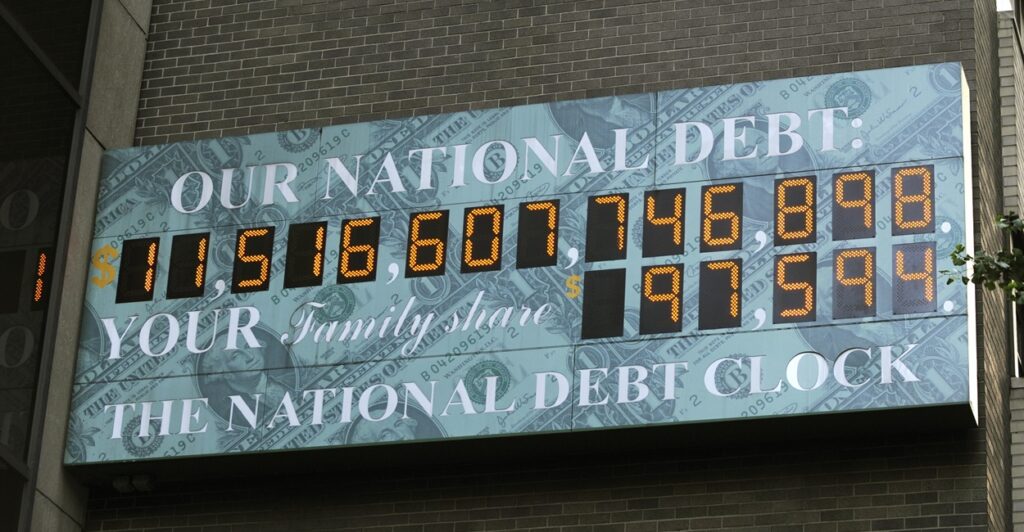 OUR NATIONAL DEBT:
$11,516,607,746,898.
YOUR Family share $97,594.
THE NATIONAL DEBT CLOCK